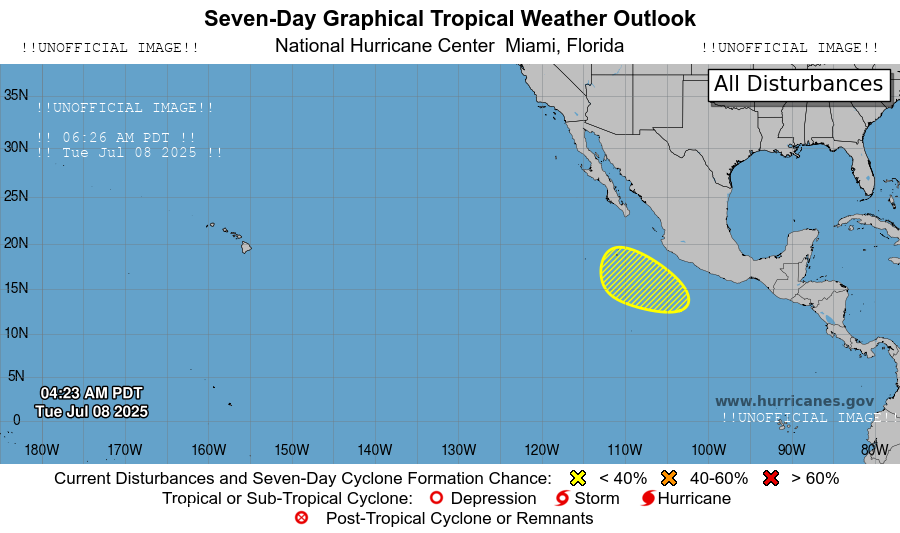 Seven-Day Graphical Tropical Weather Outlook
!!UNOFFICIAL IMAGE!!
National Hurricane Center  Miami, Florida
!!UNOFFICIAL IMAGE!!
All Disturbances
35N
!!UNOFFICIAL IMAGE!!
!! 06:26 AM PDT !!
30N
!! Tue Jul 08 2025 !!
25N
20N
15N
10N
5N
04:23 AM PDT
www.hurricanes.gov
Tue Jul 08 2025
0
!!UNOFFICIAL IMAGE!!
180W 170W 160W 150W 140W 130W 120W 110W 100W 90W 80W
Current Disturbances and Seven-Day Cyclone Formation Chance: < 40% 40-60% > 60%
Tropical or Sub-Tropical Cyclone: Depression Storm Hurricane
Post-Tropical Cyclone or Remnants